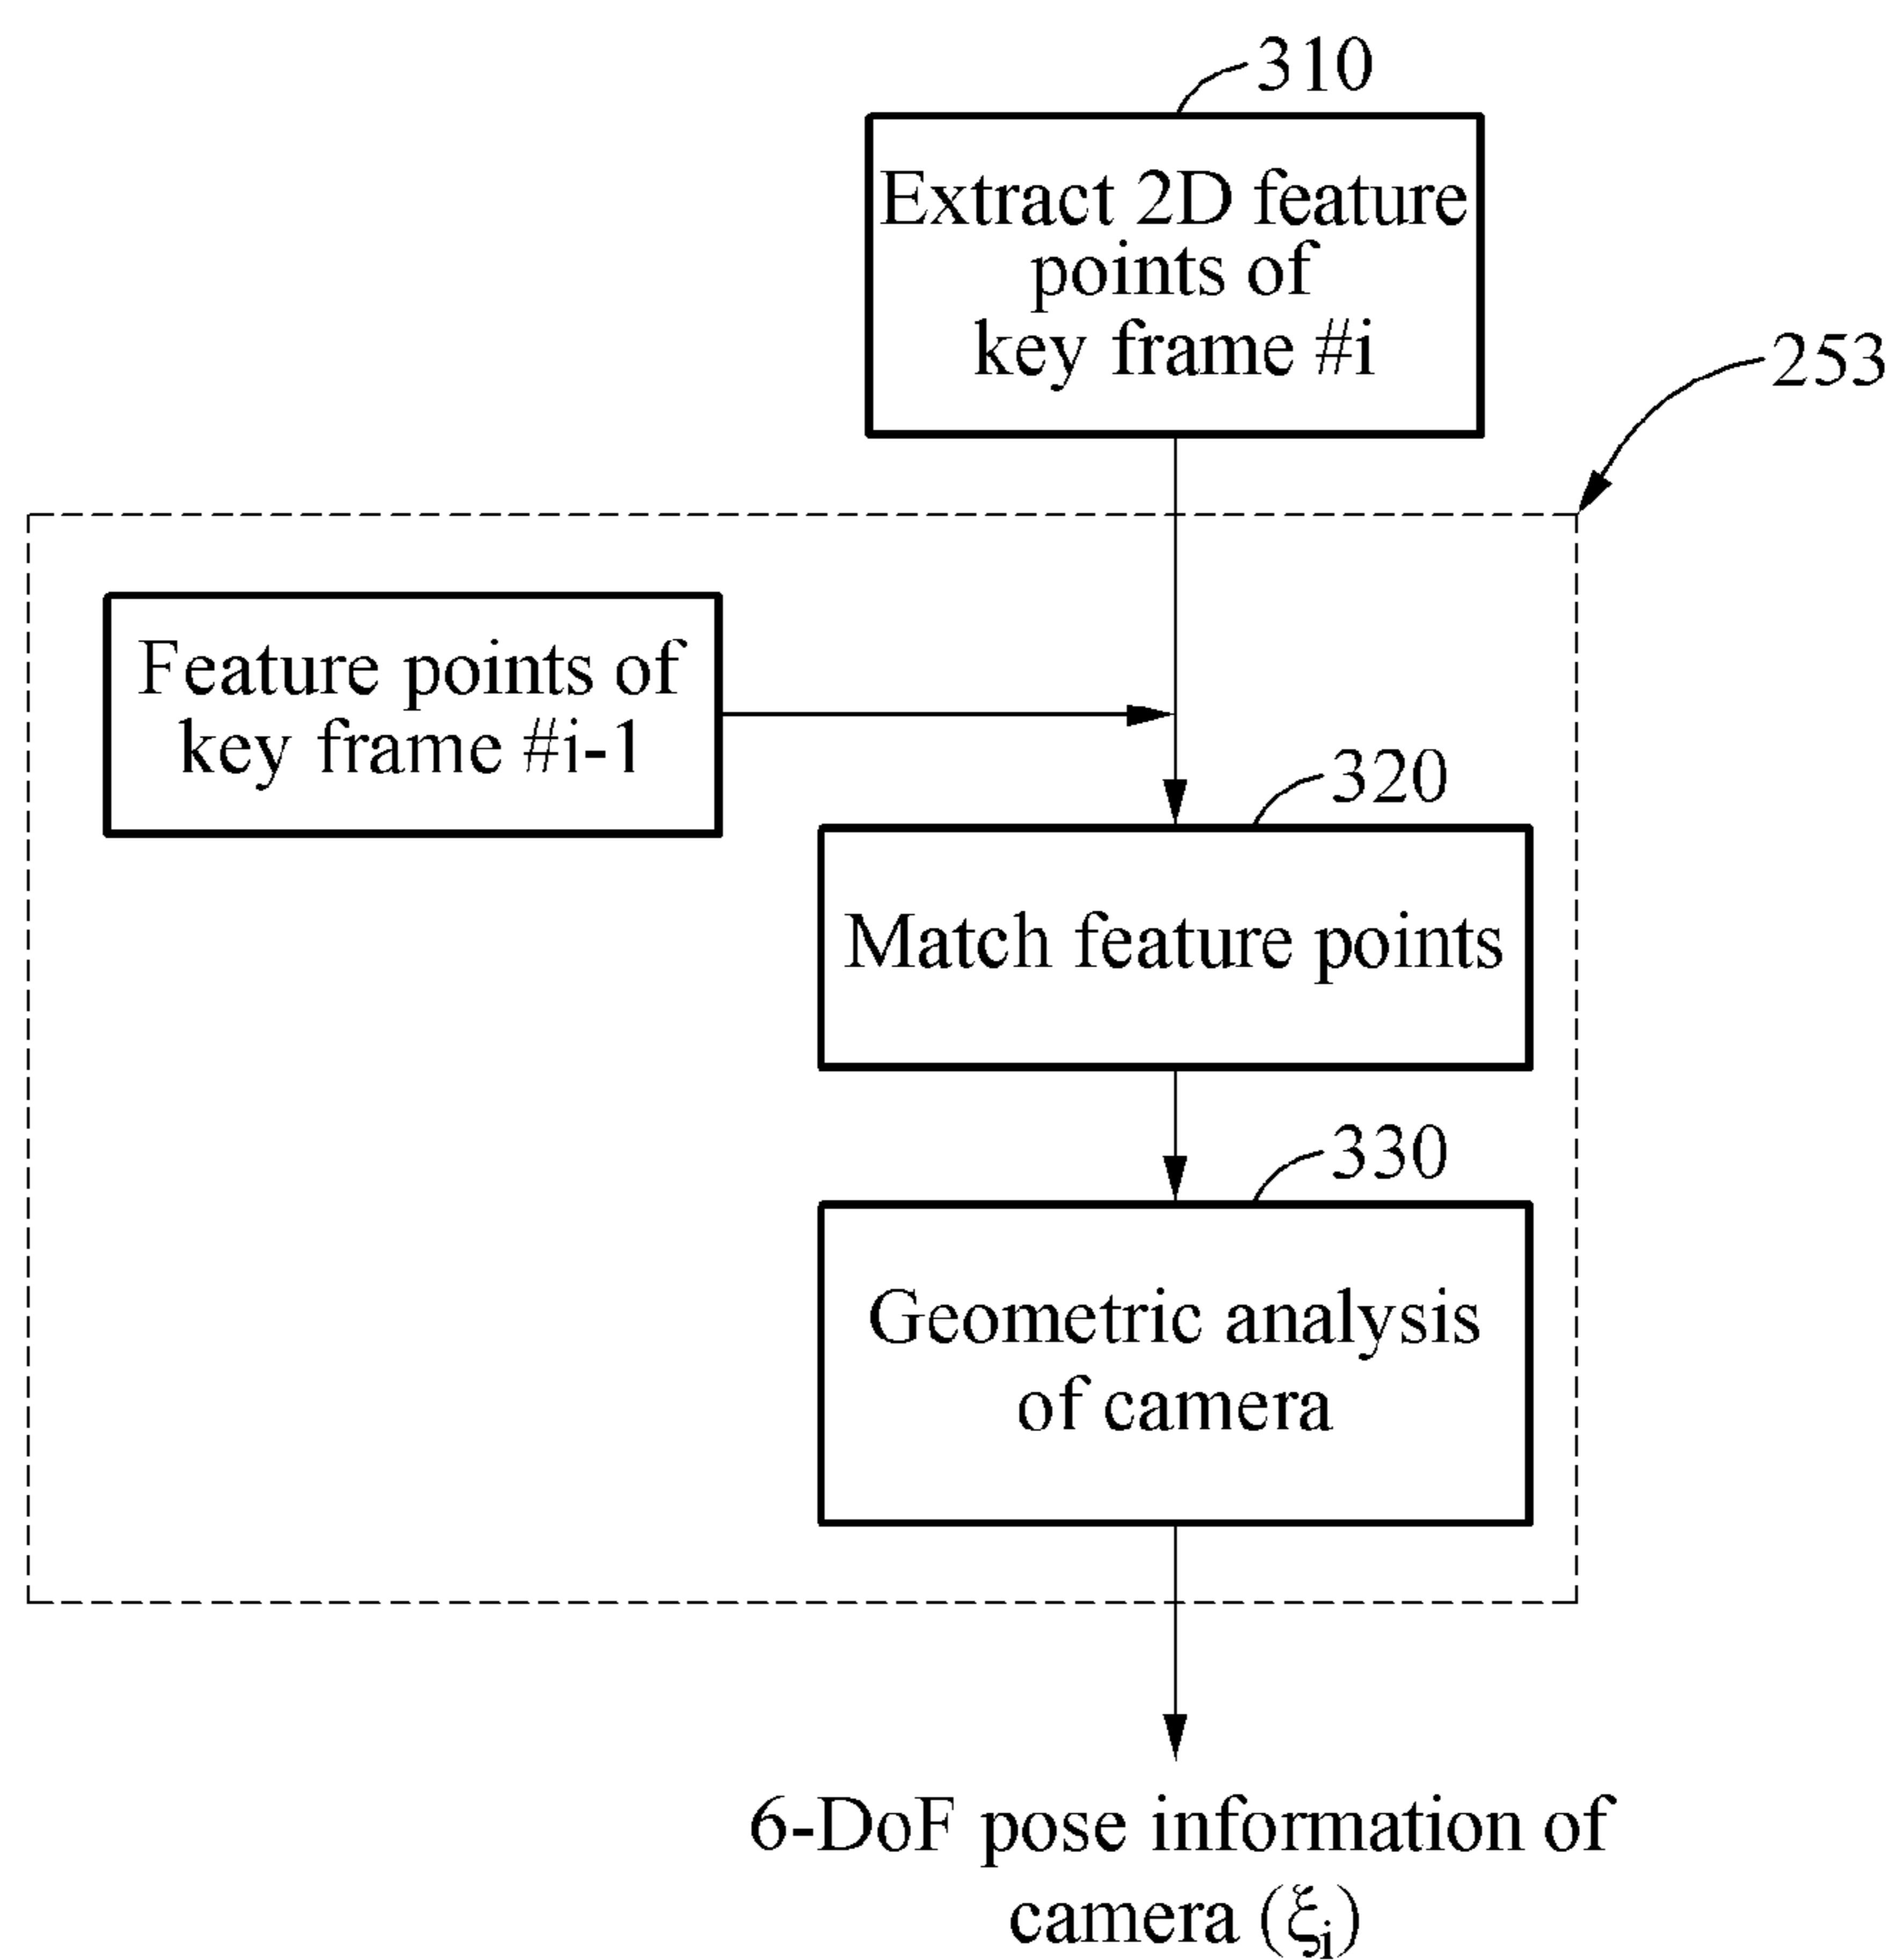 310
Extract 2D feature
points of
key frame #i
253
Feature points of
key frame #i-1
320
Match feature points
330
Geometric analysis
of camera
6-DoF pose information of
camera (ξi)